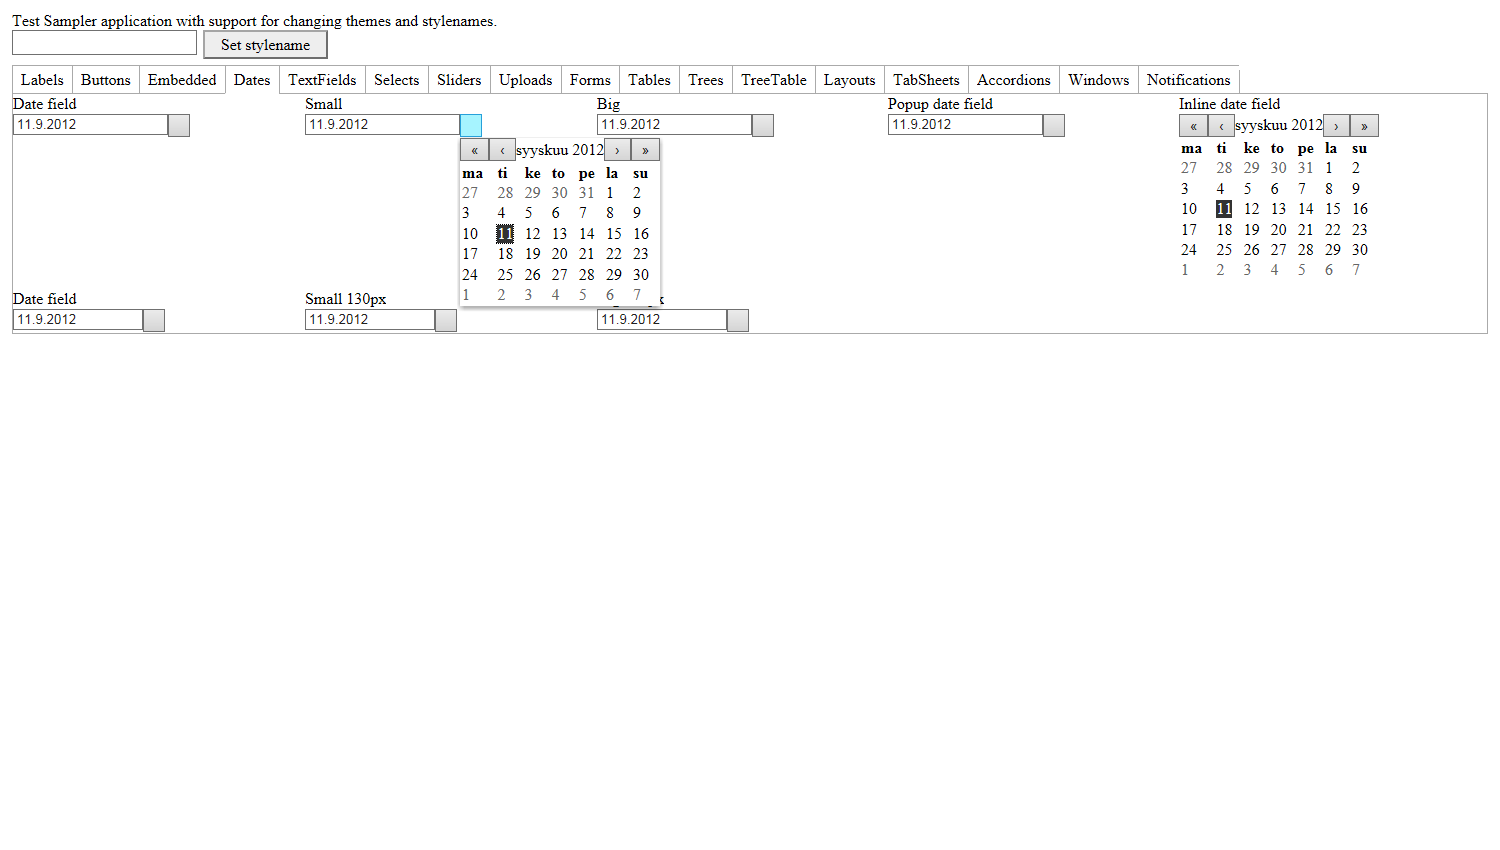 Test Sampler application with support for changing themes and stylenames.
Set stylename
Labels Buttons Embedded Dates TextFields Selects Sliders Uploads Forms Tables Trees TreeTable Layouts TabSheets Accordions Windows Notifications
Date field Small Big Popup date field Inline date field
11.9.2012 11.9.2012 11.9.2012 11.9.2012
« ‹ syyskuu 2012 › »
ma ti ke to pe la su
27 28 29 30 31 1 2
3 4 5 6 7 8 9
10 11 12 13 14 15 16
17 18 19 20 21 22 23
24 25 26 27 28 29 30
1 2 3 4 5 6 7
« ‹ syyskuu 2012 › »
ma ti ke to pe la su
27 28 29 30 31 1 2
3 4 5 6 7 8 9
10 11 12 13 14 15 16
17 18 19 20 21 22 23
24 25 26 27 28 29 30
1 2 3 4 5 6 7
Date field Small 130px
11.9.2012 11.9.2012 11.9.2012